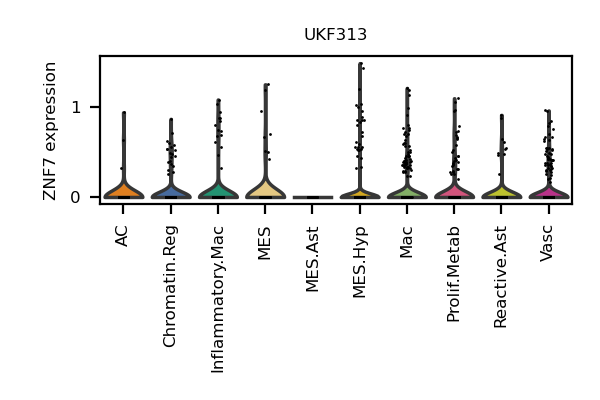 UKF313
ZNF7 expression
1
0
AC
Chromatin.Reg
Inflammatory.Mac
MES
MES.Ast
MES.Hyp
Mac
Prolif.Metab
Reactive.Ast
Vasc